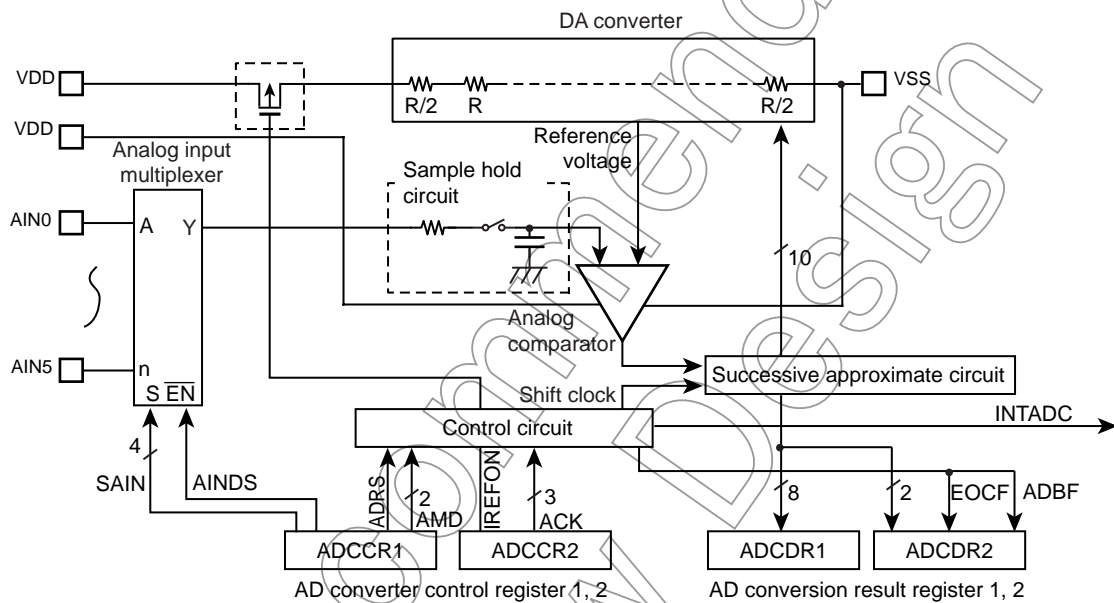 DA converter
VDD
R/2
R
R/2
VSS
VDD
Reference
voltage
Analog input
multiplexer
Sample hold
circuit
AIN0
A
Y
10
Analog
comparator
AIN5
n
S EN
Successive approximate circuit
Shift clock
INTADC
Control circuit
4
SAIN
AINDS
ADRS
2
AMD
IREFON
3
ACK
8
2
EOCF
ADBF
ADCCR1
ADCCR2
ADCDR1
ADCDR2
AD converter control register 1, 2
AD conversion result register 1, 2